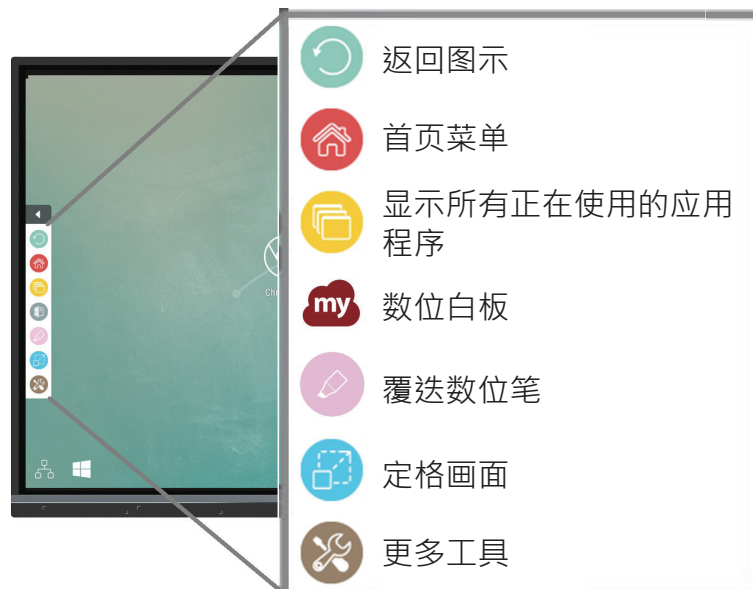 返回图示
首页菜单
显示所有正在使用的应用
程序
my
数位白板
覆迭数位笔
定格画面
更多工具
Chr